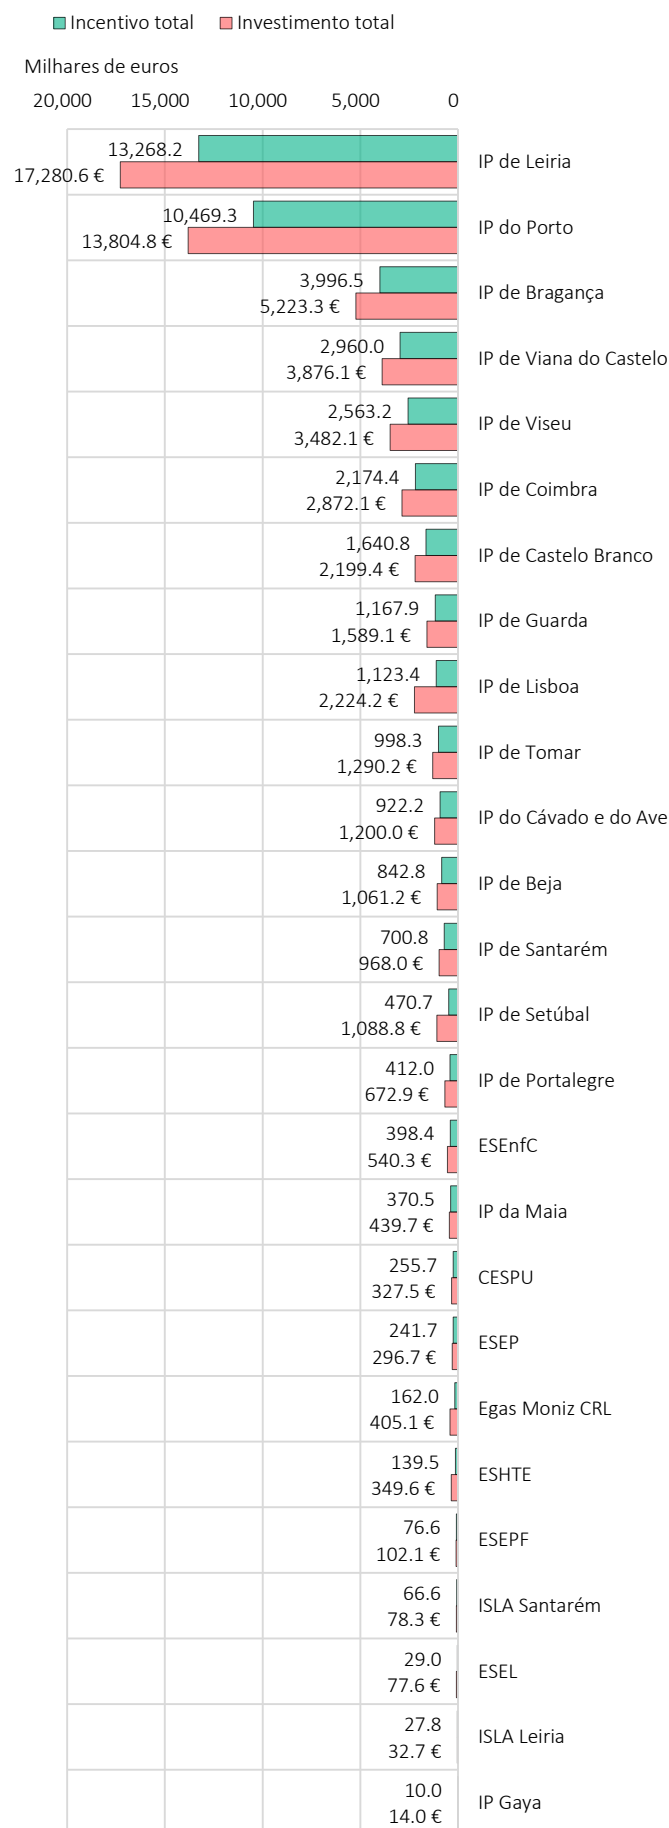 Incentivo total Investimento total
Milhares de euros
20,000 15,000 10,000 5,000 0
13,268.2
17,280.6 € IP de Leiria
10,469.3
13,804.8 € IP do Porto
3,996.5
5,223.3 € IP de Bragança
2,960.0
3,876.1 € IP de Viana do Castelo
2,563.2
3,482.1 € IP de Viseu
2,174.4
2,872.1 € IP de Coimbra
1,640.8
2,199.4 € IP de Castelo Branco
1,167.9
1,589.1 € IP de Guarda
1,123.4
2,224.2 € IP de Lisboa
998.3
1,290.2 € IP de Tomar
922.2
1,200.0 € IP do Cávado e do Ave
842.8
1,061.2 € IP de Beja
700.8
968.0 € IP de Santarém
470.7
1,088.8 € IP de Setúbal
412.0
672.9 € IP de Portalegre
398.4
540.3 € ESEnfC
370.5
439.7 € IP da Maia
255.7
327.5 € CESPU
241.7
296.7 € ESEP
162.0
405.1 € Egas Moniz CRL
139.5
349.6 € ESHTE
76.6
102.1 € ESEPF
66.6
78.3 € ISLA Santarém
29.0
77.6 € ESEL
27.8
32.7 € ISLA Leiria
10.0
14.0 € IP Gaya